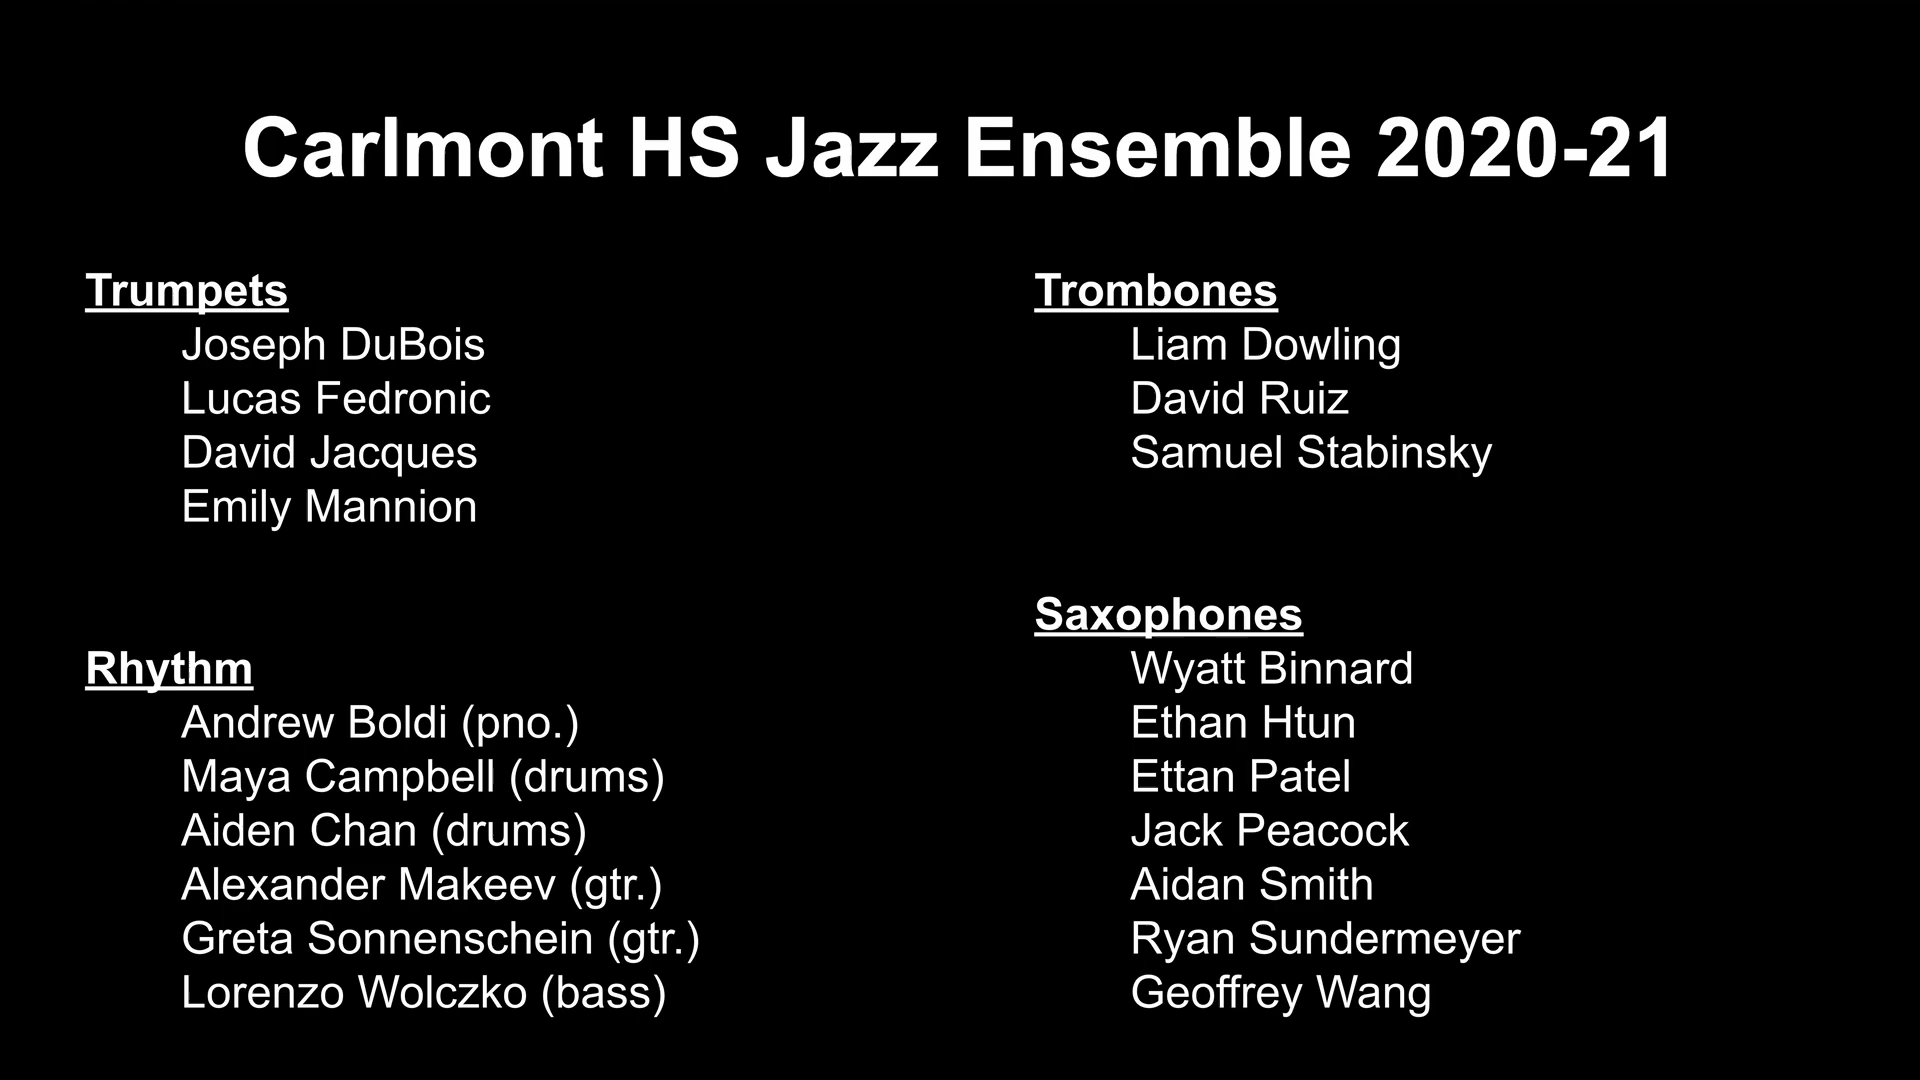 Carlmont HS Jazz Ensemble 2020-21
Trumpets
Joseph DuBois
Lucas Fedronic
David Jacques
Emily Mannion
Rhythm
Andrew Boldi (pno.)
Maya Campbell (drums)
Aiden Chan (drums)
Alexander Makeev (gtr.)
Greta Sonnenschein (gtr.)
Lorenzo Wolczko (bass)
Trombones
Liam Dowling
David Ruiz
Samuel Stabinsky
Saxophones
Wyatt Binnard
Ethan Htun
Ettan Patel
Jack Peacock
Aidan Smith
Ryan Sundermeyer
Geoffrey Wang